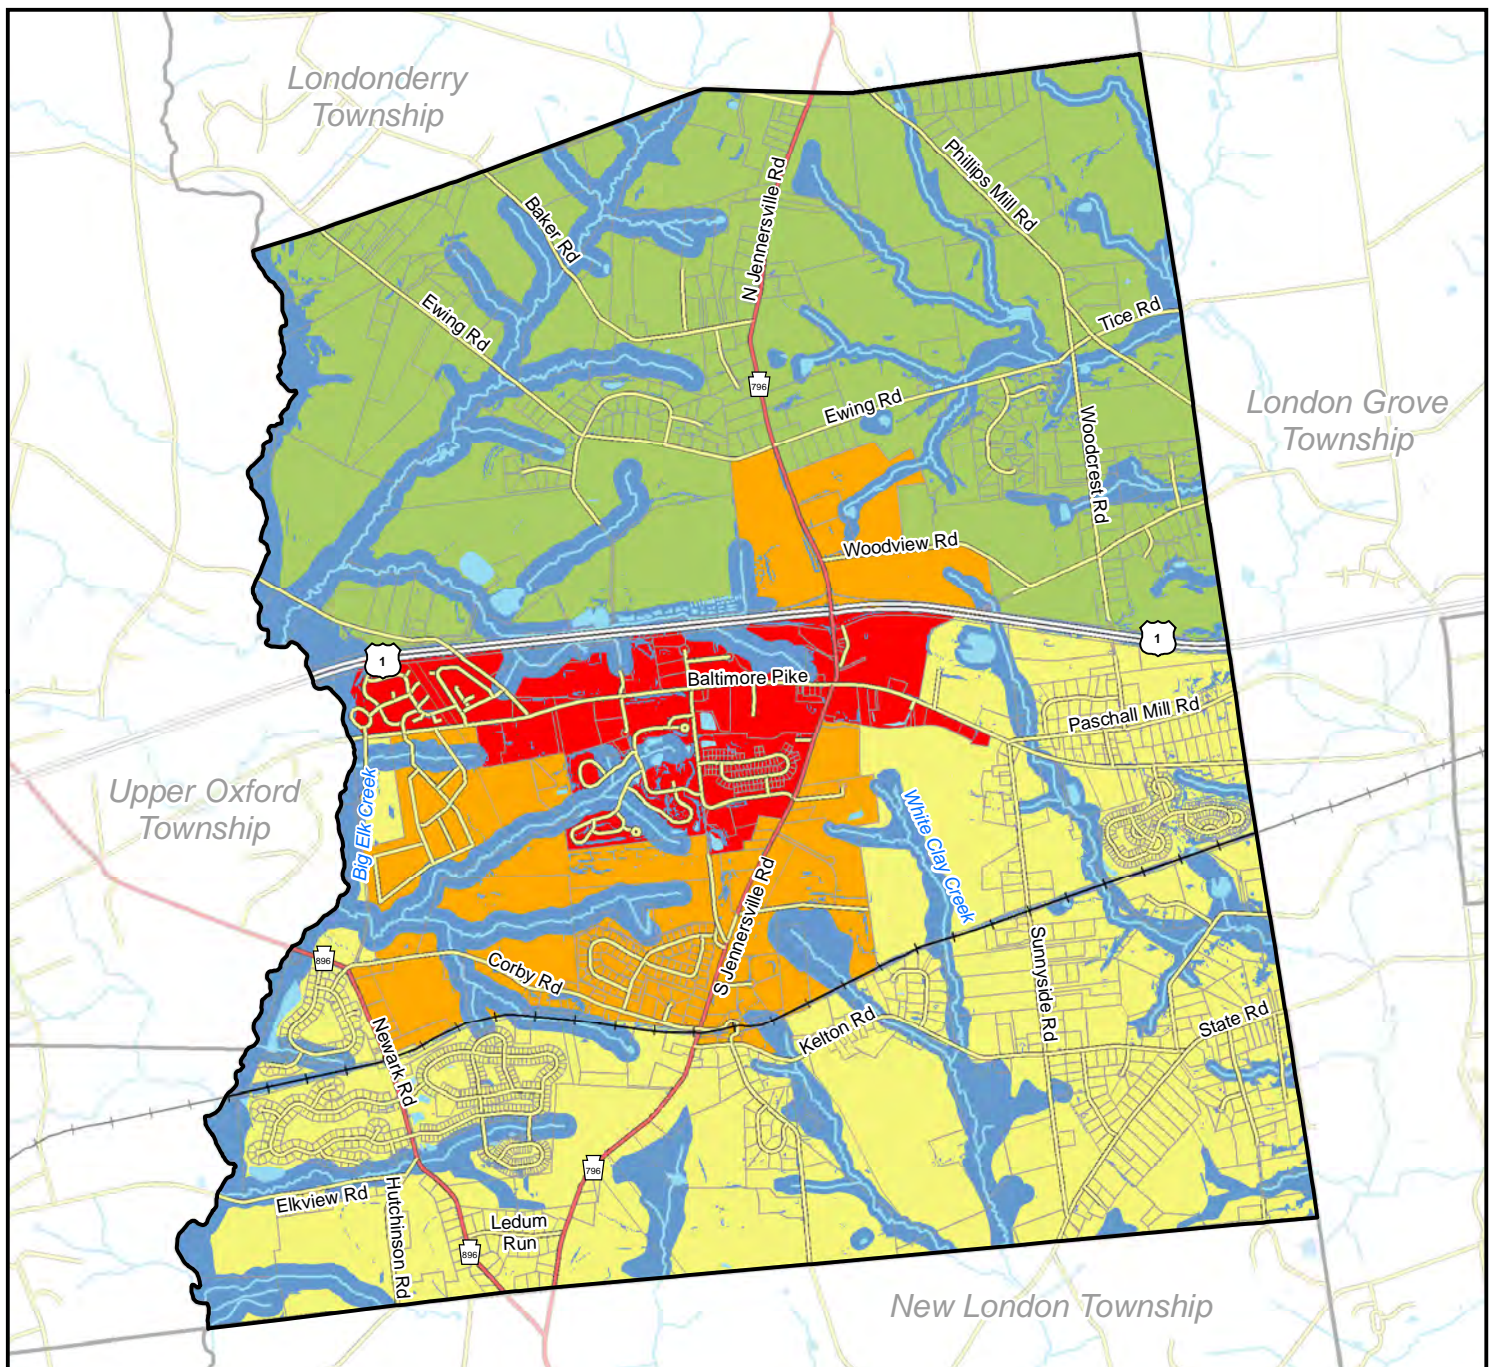 Londonderry
Township
N Jennersville Rd
Phillips Mill Rd
Baker Rd
Ewing Rd
Tice Rd
796
Ewing Rd
Woodcrest Rd
London Grove
Township
Woodview Rd
1
1
Baltimore Pike
Paschall Mill Rd
Upper Oxford
Township
Big Elk Creek
White Clay Creek
S Jennersville Rd
896
Corby Rd
Sunnyside Rd
Newark Rd
Kelton Rd
State Rd
796
Elkview Rd
Hutchinson Rd
Ledum
Run
896
New London Township